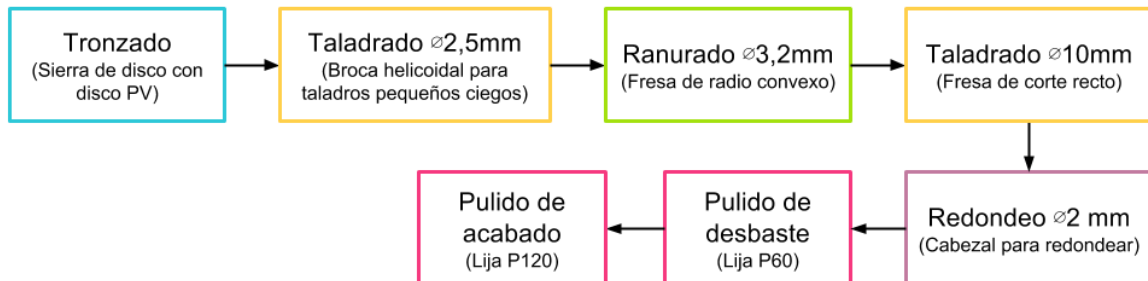 Tronzado
(Sierra de disco con
disco PV)
Taladrado ∅2,5mm
(Broca helicoidal para
taladros pequeños ciegos)
Ranurado ∅3,2mm
(Fresa de radio convexo)
Taladrado ∅10mm
(Fresa de corte recto)
Redondeo ∅2 mm
(Cabezal para redondear)
Pulido de
desbaste
(Lija P60)
Pulido de
acabado
(Lija P120)